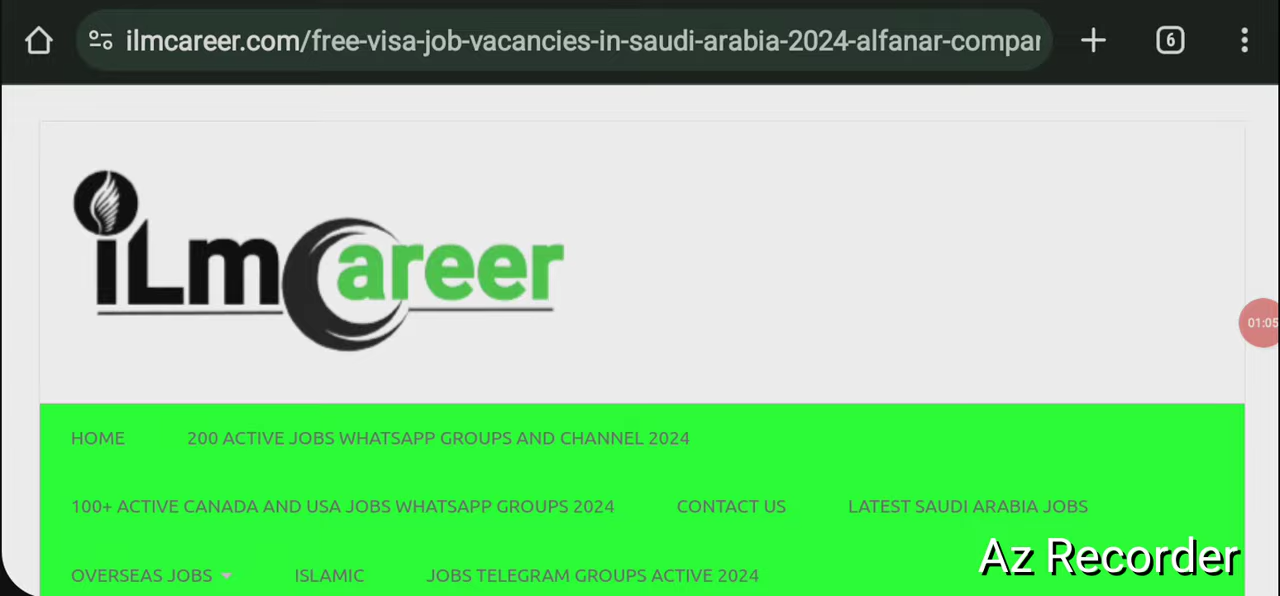 ilmcareer.com/free-visa-job-vacancies-in-saudi-arabia-2024-alfanar-compar
6
iLmCareer
01:05
HOME 200 ACTIVE JOBS WHATSAPP GROUPS AND CHANNEL 2024
100+ ACTIVE CANADA AND USA JOBS WHATSAPP GROUPS 2024 CONTACT US LATEST SAUDI ARABIA JOBS
OVERSEAS JOBS ISLAMIC JOBS TELEGRAM GROUPS ACTIVE 2024
Az Recorder